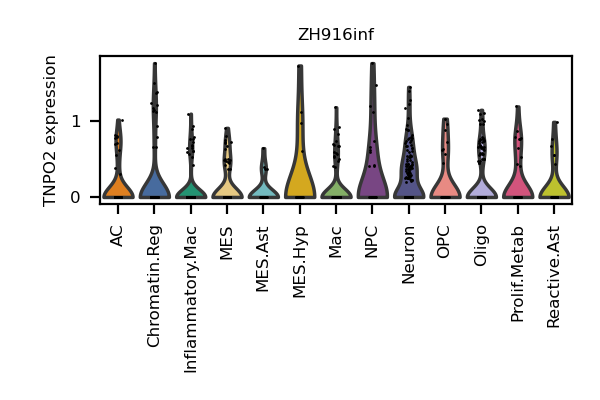 ZH916inf
TNPO2 expression
1
0
AC
Chromatin.Reg
Inflammatory.Mac
MES
MES.Ast
MES.Hyp
Mac
NPC
Neuron
OPC
Oligo
Prolif.Metab
Reactive.Ast